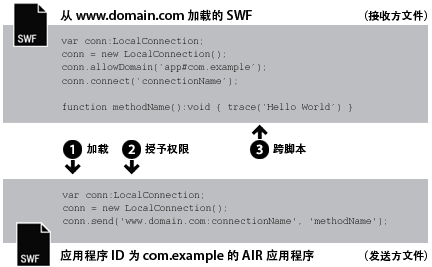 SWF
从 www.domain.com 加载的 SWF （接收方文件）
var conn:LocalConnection;
conn = new LocalConnection();
conn.allowDomain('app#com.example');
conn.connect('connectionName');
function methodName():void { trace('Hello World') }
1 加载 2 授予权限 3 跨脚本
var conn:LocalConnection;
conn = new LocalConnection();
conn.send('www.domain.com:connectionName', 'methodName');
SWF
应用程序 ID 为 com.example 的 AIR 应用程序 （发送方文件）